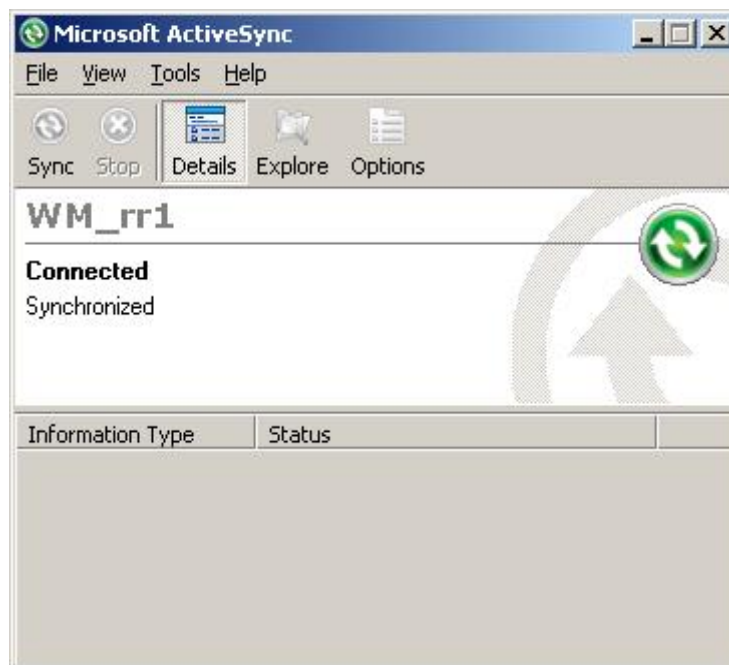 Microsoft ActiveSync
File View Tools Help
Sync Stop Details Explore Options
WM_rr1
Connected
Synchronized
Information Type Status